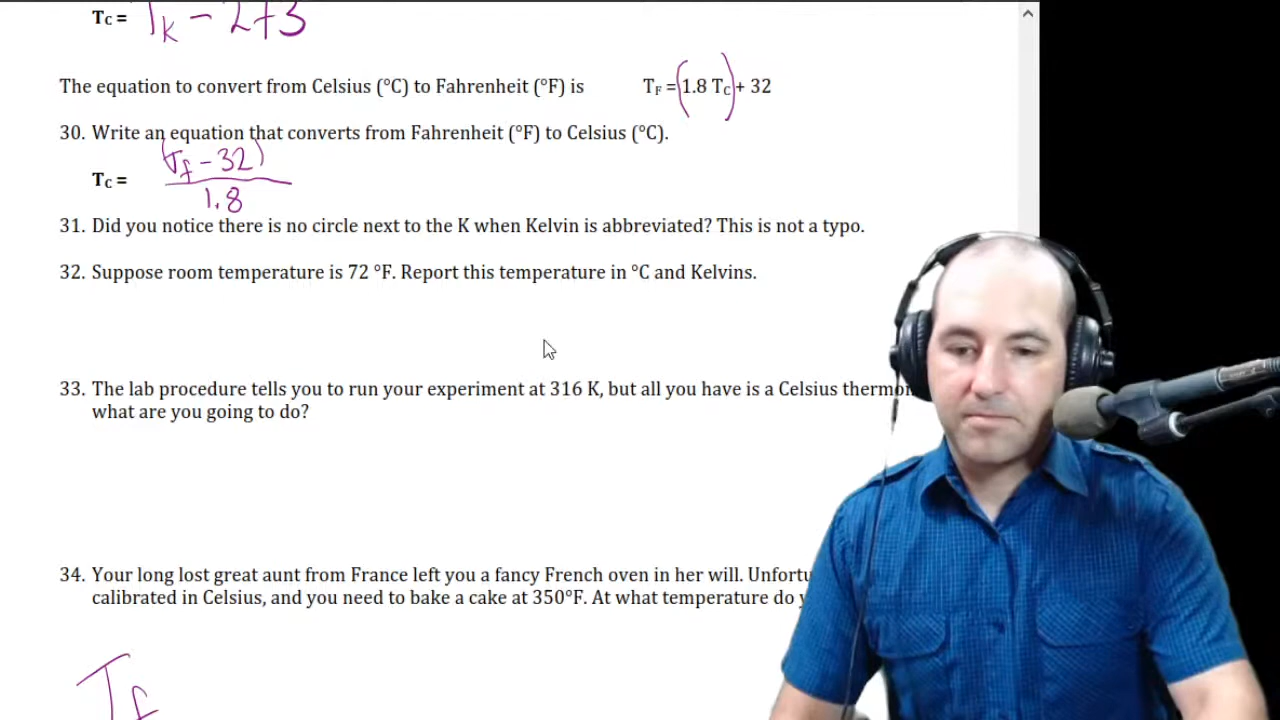 Tc = Tk - 273
The equation to convert from Celsius (°C) to Fahrenheit (°F) is TF = (1.8 Tc) + 32
30. Write an equation that converts from Fahrenheit (°F) to Celsius (°C).
(Tf - 32)
Tc =
1.8
31. Did you notice there is no circle next to the K when Kelvin is abbreviated? This is not a typo.
32. Suppose room temperature is 72 °F. Report this temperature in °C and Kelvins.
33. The lab procedure tells you to run your experiment at 316 K, but all you have is a Celsius
what are you going to do?
34. Your long lost great aunt from France left you a fancy French oven in her will.
calibrated in Celsius, and you need to bake a cake at 350°F. At what temperature do
Tf